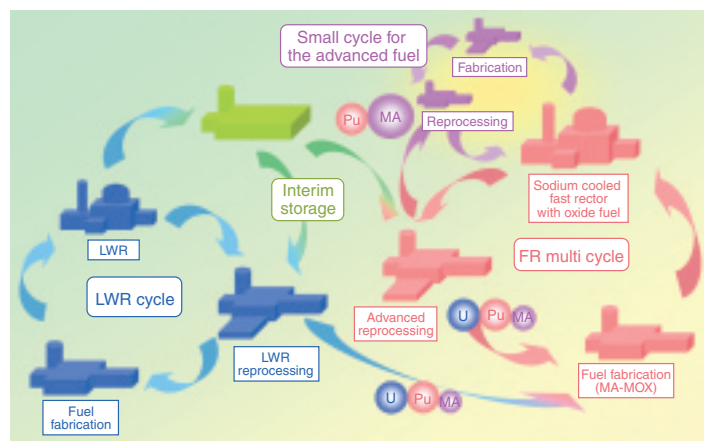 Small cycle for
the advanced fuel
Fabrication
Pu
MA
Reprocessing
Sodium cooled
fast rector
with oxide fuel
Interim
storage
LWR
FR multi cycle
LWR cycle
Advanced
reprocessing
U
Pu
MA
LWR
reprocessing
Fuel fabrication
(MA-MOX)
U
Pu
MA
Fuel
fabrication